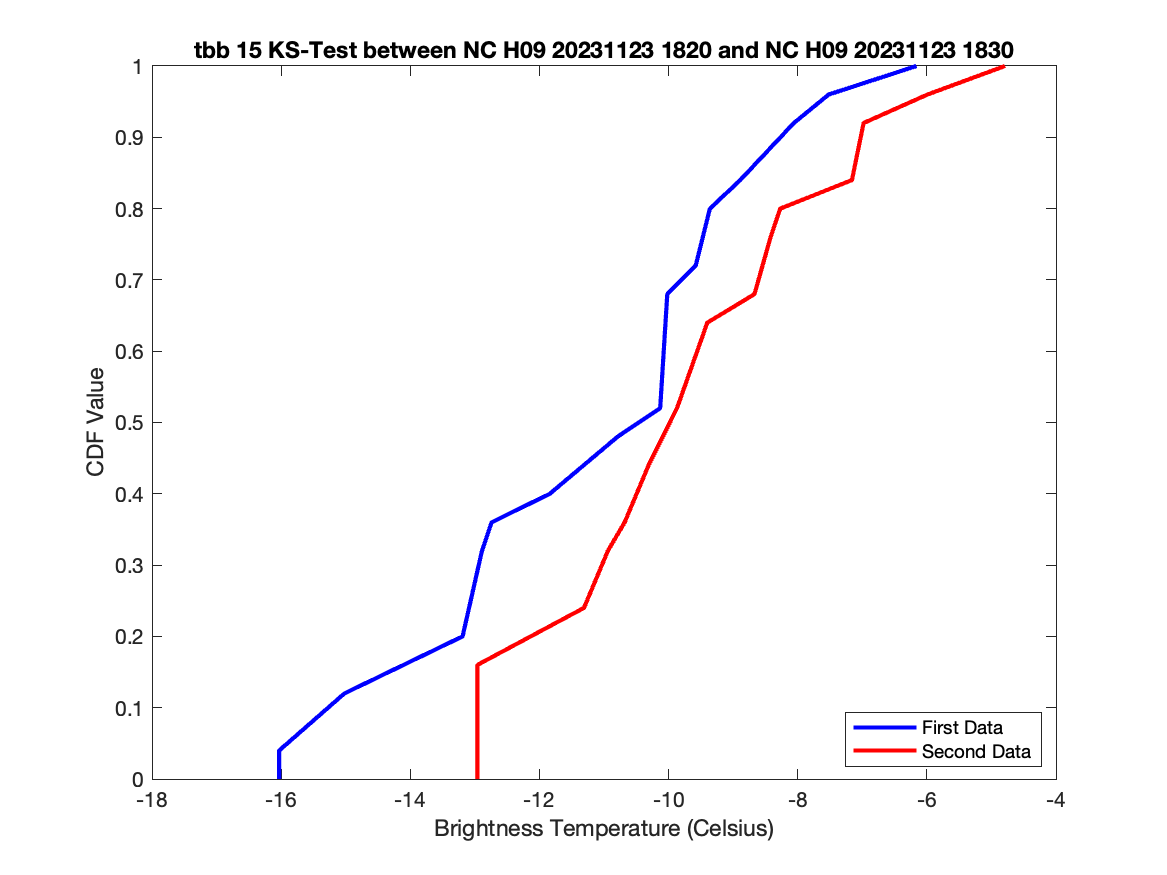 tbb 15 KS-Test between NC H09 20231123 1820 and NC H09 20231123 1830
1
0.9
0.8
0.7
0.6
0.5
0.4
0.3
0.2
0.1
0
CDF Value
First Data
Second Data
-18 -16 -14 -12 -10 -8 -6 -4
Brightness Temperature (Celsius)